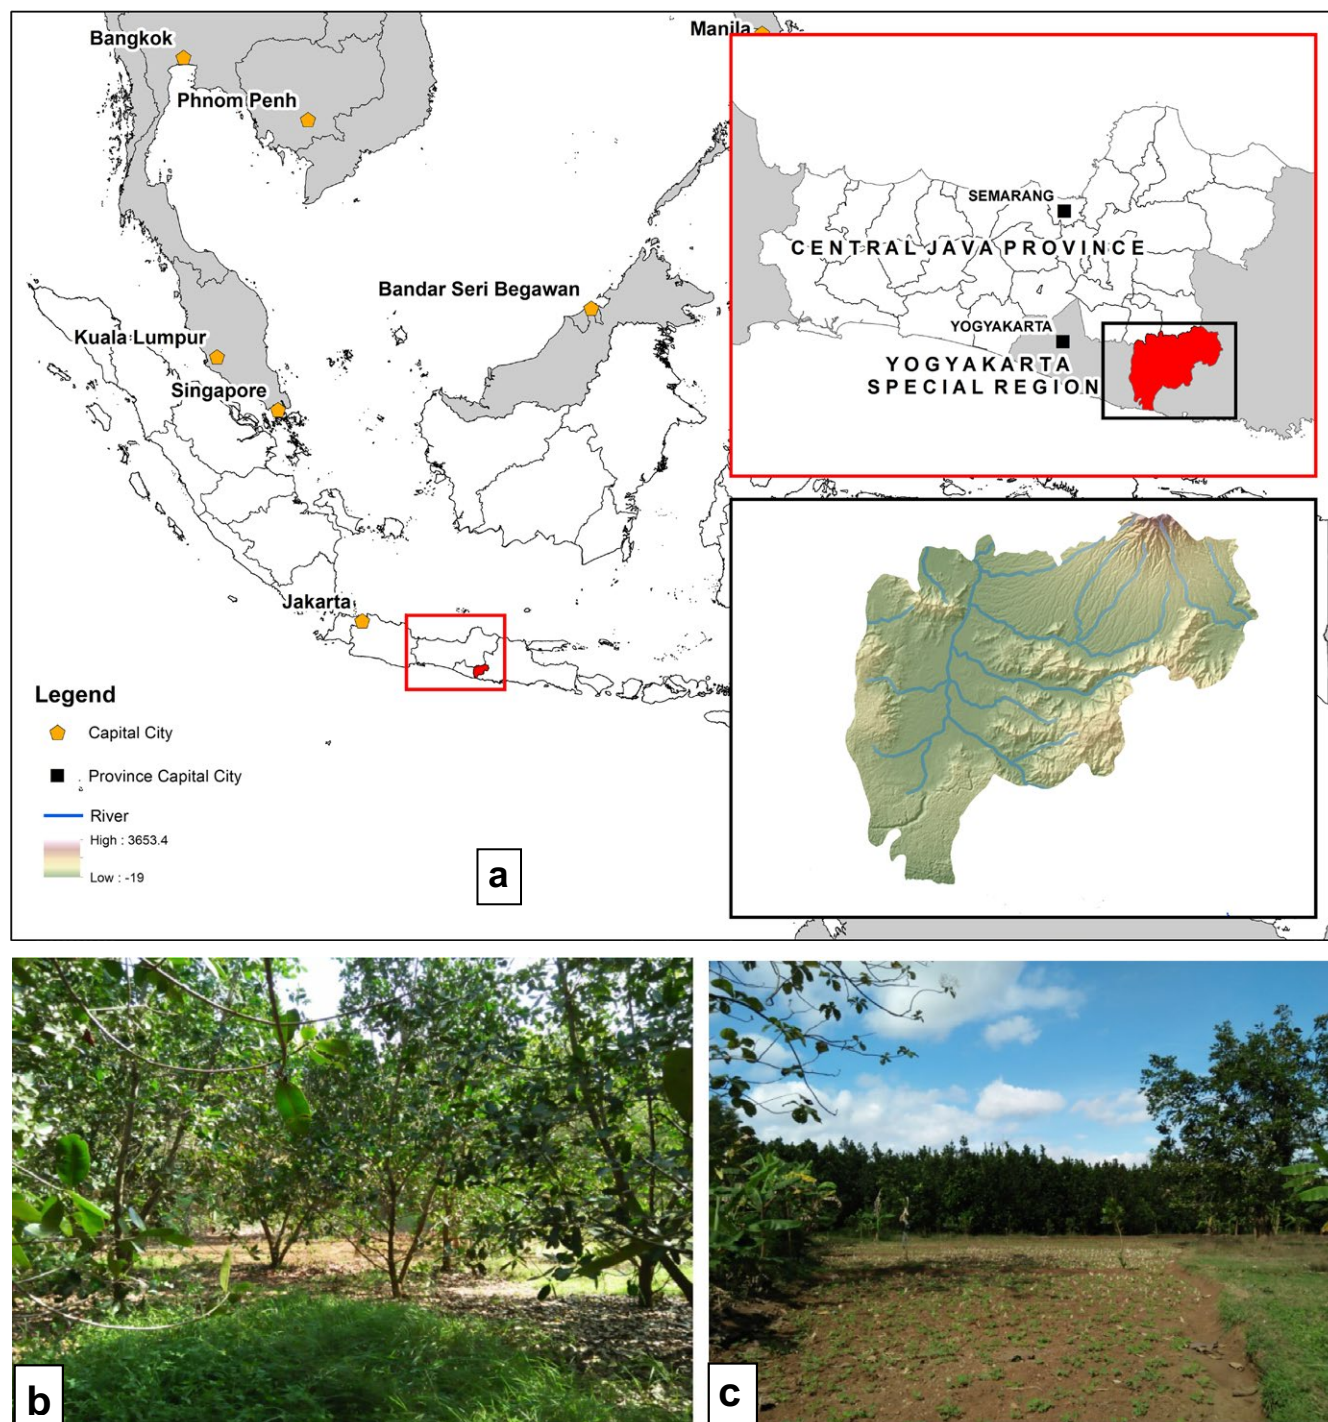 Bangkok
Manila
Phnom Penh
SEMARANG
CENTRAL JAVA PROVINCE
Bandar Seri Begawan
Kuala Lumpur
YOGYAKARTA
YOGYAKARTA
SPECIAL REGION
Singapore
Jakarta
Legend
Capital City
Province Capital City
River
High : 3653.4
Low : -19
a
b
c